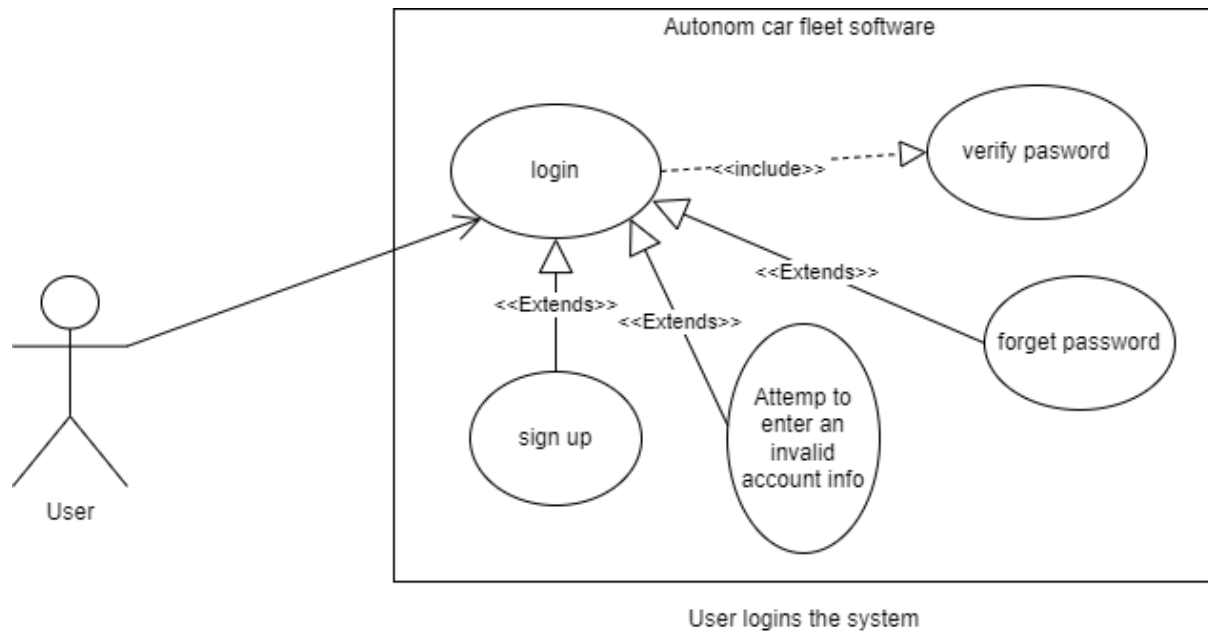 Autonom car fleet software
login
<<include>>
verify pasword
<<Extends>>
<<Extends>>
<<Extends>>
forget password
sign up
Attemp to
enter an
invalid
account info
User
User logins the system